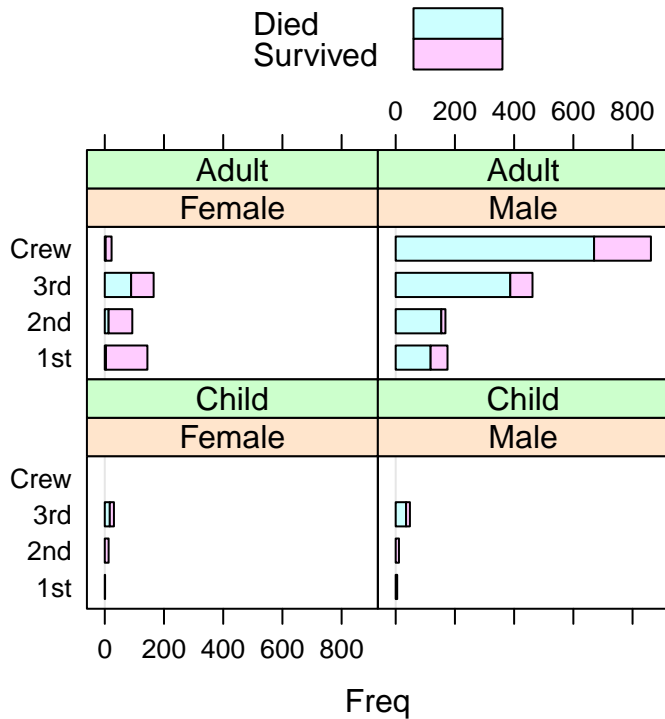 Died
Survived
0 200 400 600 800
Adult Adult
Female Male
Crew
3rd
2nd
1st
Child Child
Female Male
Crew
3rd
2nd
1st
0 200 400 600 800
Freq